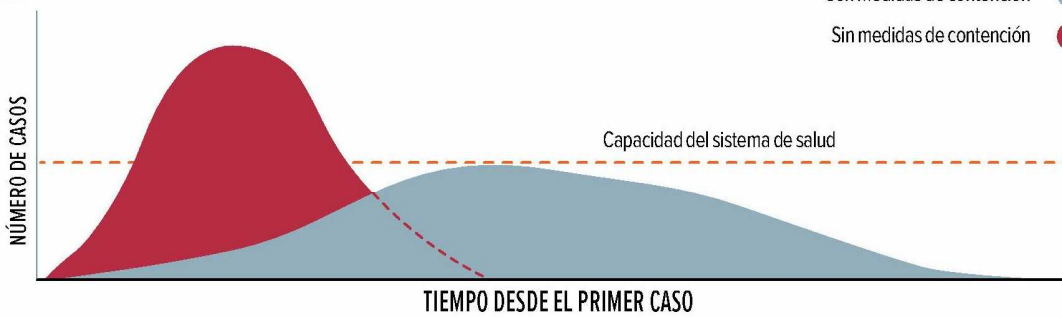 Sin medidas de contención
Capacidad del sistema de salud
NÚMERO DE CASOS
TIEMPO DESDE EL PRIMER CASO